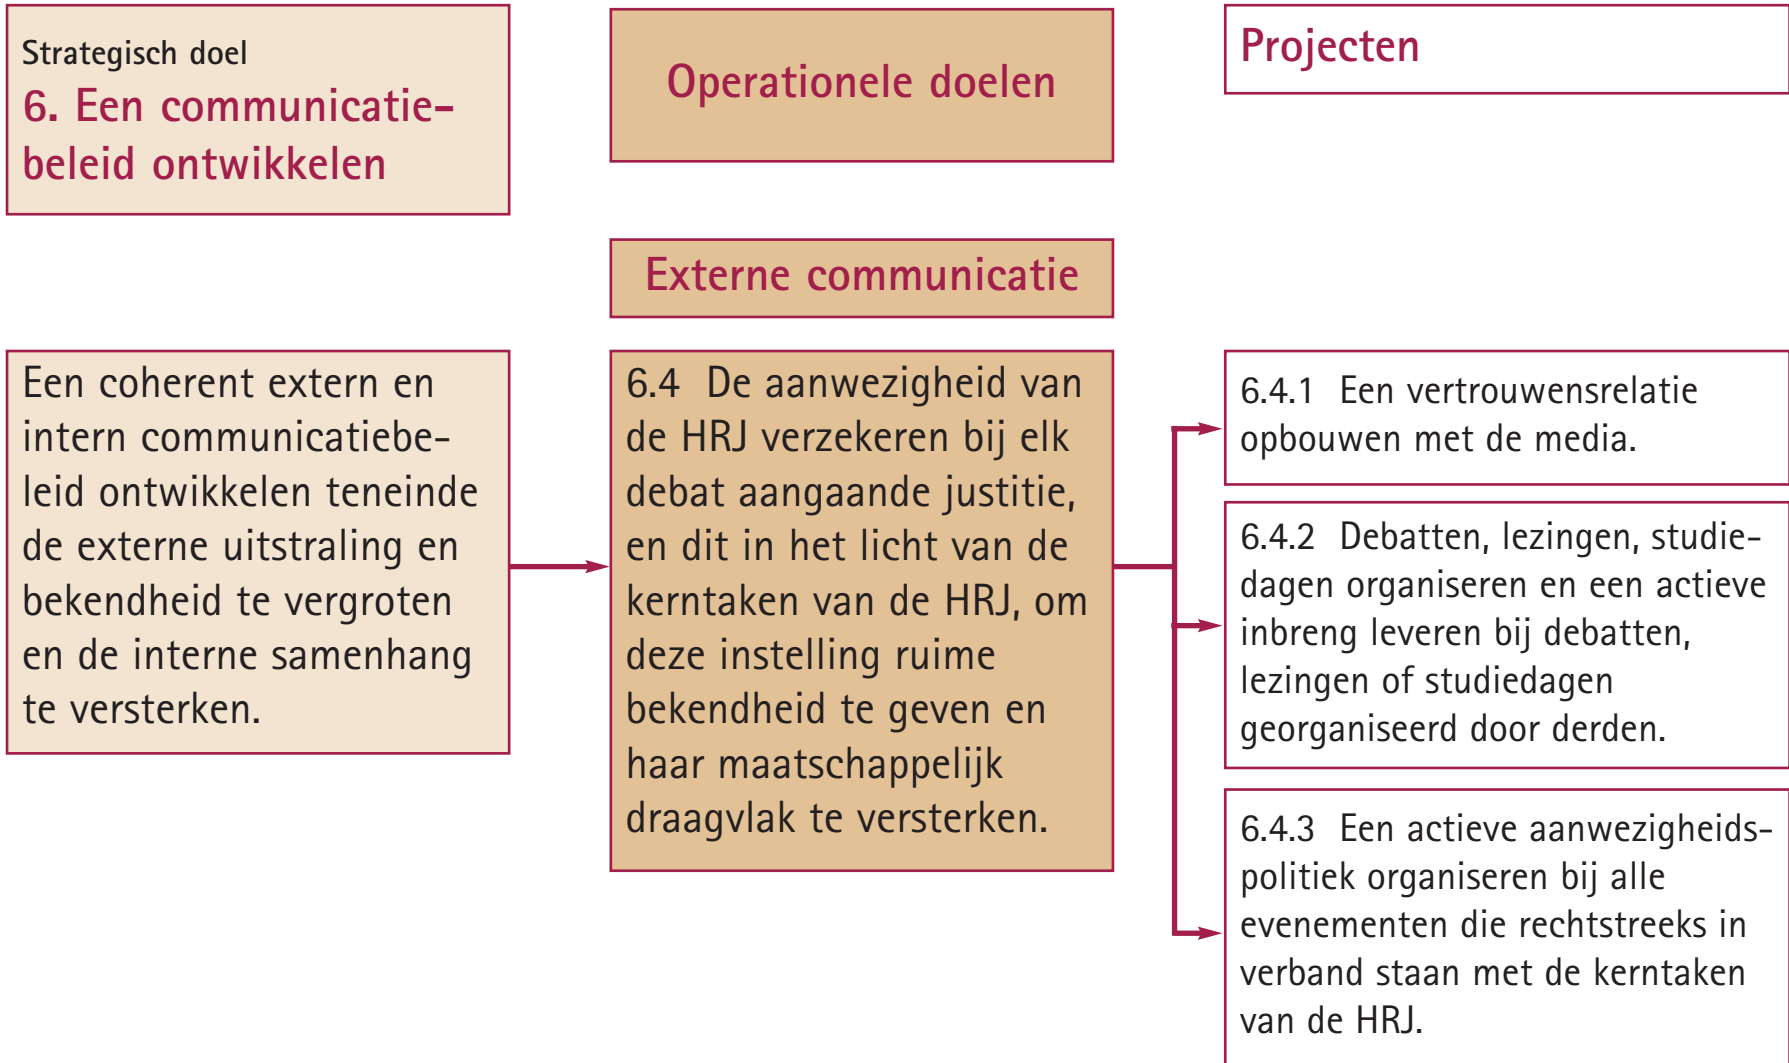 Strategisch doel
6. Een communicatie-
beleid ontwikkelen
Operationele doelen
Projecten
Externe communicatie
Een coherent extern en
intern communicatiebe-
leid ontwikkelen teneinde
de externe uitstraling en
bekendheid te vergroten
en de interne samenhang
te versterken.
6.4 De aanwezigheid van
de HRJ verzekeren bij elk
debat aangaande justitie,
en dit in het licht van de
kerntaken van de HRJ, om
deze instelling ruime
bekendheid te geven en
haar maatschappelijk
draagvlak te versterken.
6.4.1 Een vertrouwensrelatie
opbouwen met de media.
6.4.2 Debatten, lezingen, studie-
dagen organiseren en een actieve
inbreng leveren bij debatten,
lezingen of studiedagen
georganiseerd door derden.
6.4.3 Een actieve aanwezigheids-
politiek organiseren bij alle
evenementen die rechtstreeks in
verband staan met de kerntaken
van de HRJ.